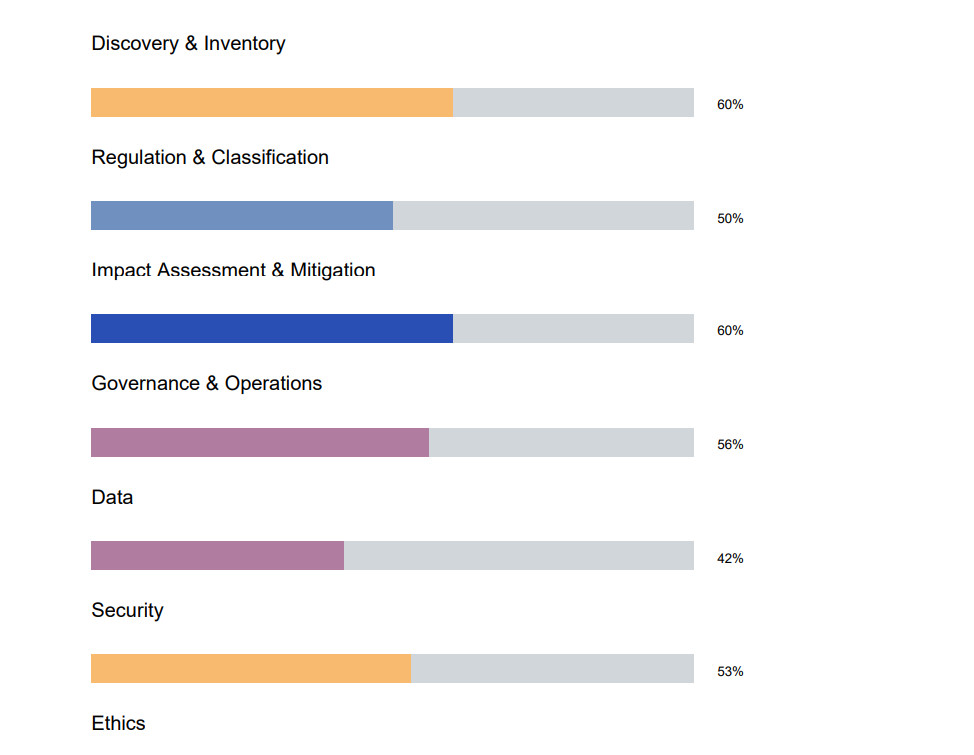 Discovery & Inventory
60%
Regulation & Classification
50%
Impact Assessment & Mitigation
60%
Governance & Operations
56%
Data
42%
Security
53%
Ethics